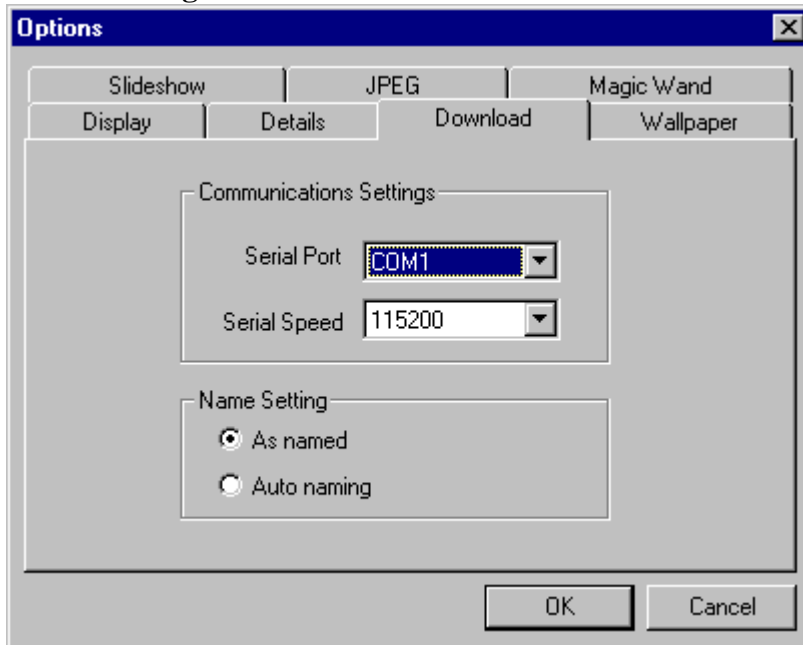 Options
Slideshow JPEG Magic Wand
Display Details Download Wallpaper
Communications Settings
Serial Port COM1
Serial Speed 115200
Name Setting
As named
Auto naming
OK Cancel